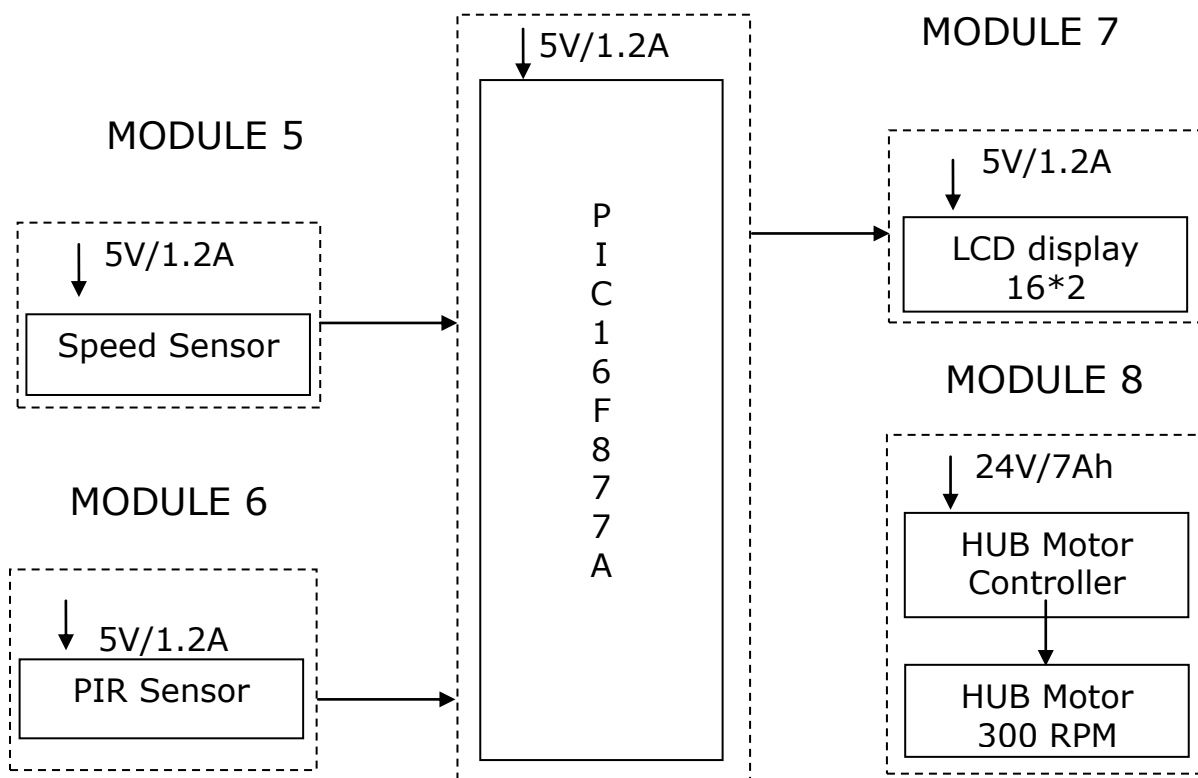 MODULE 5
5V/1.2A
Speed Sensor
MODULE 6
5V/1.2A
PIR Sensor
5V/1.2A
P
I
C
1
6
F
8
7
7
A
MODULE 7
5V/1.2A
LCD display
16*2
MODULE 8
24V/7Ah
HUB Motor
Controller
HUB Motor
300 RPM